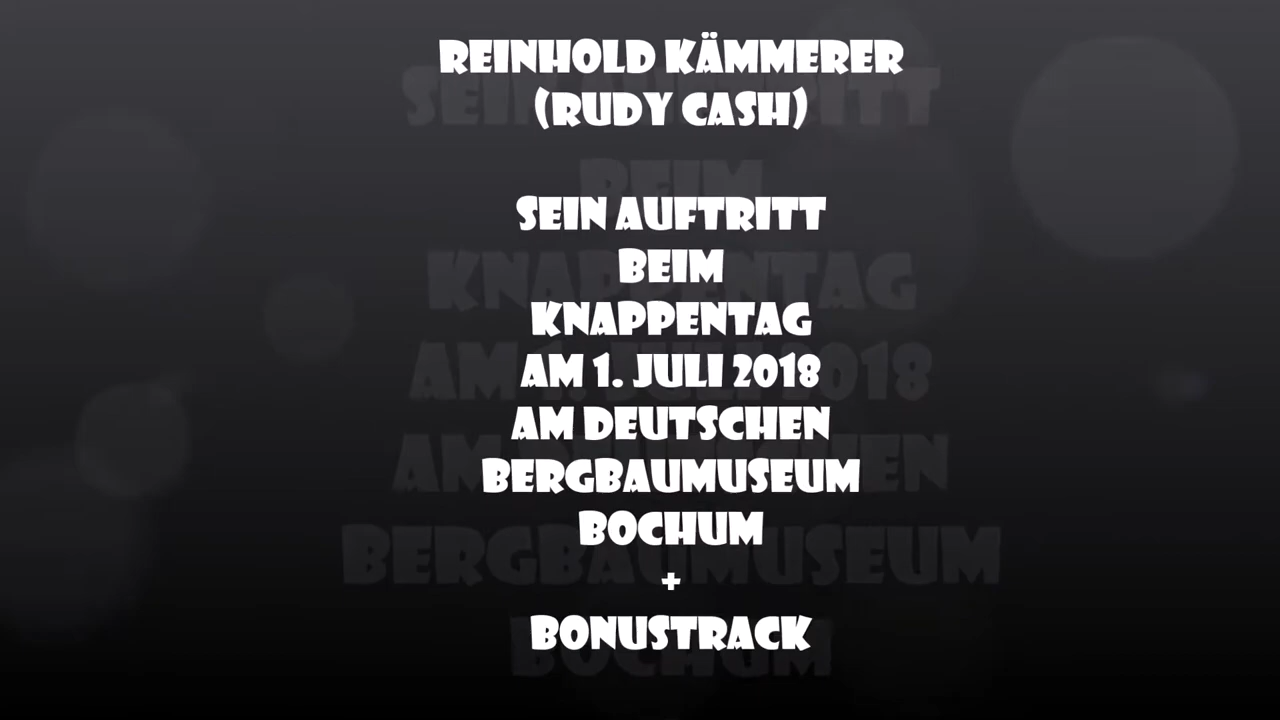 REINHOLD KÄMMERER
(RUDY CASH)
SEIN AUFTRITT
BEIM
KNAPPENTAG
AM 1. JULI 2018
AM DEUTSCHEN
BERGBAUMUSEUM
BOCHUM
+
BONUSTRACK